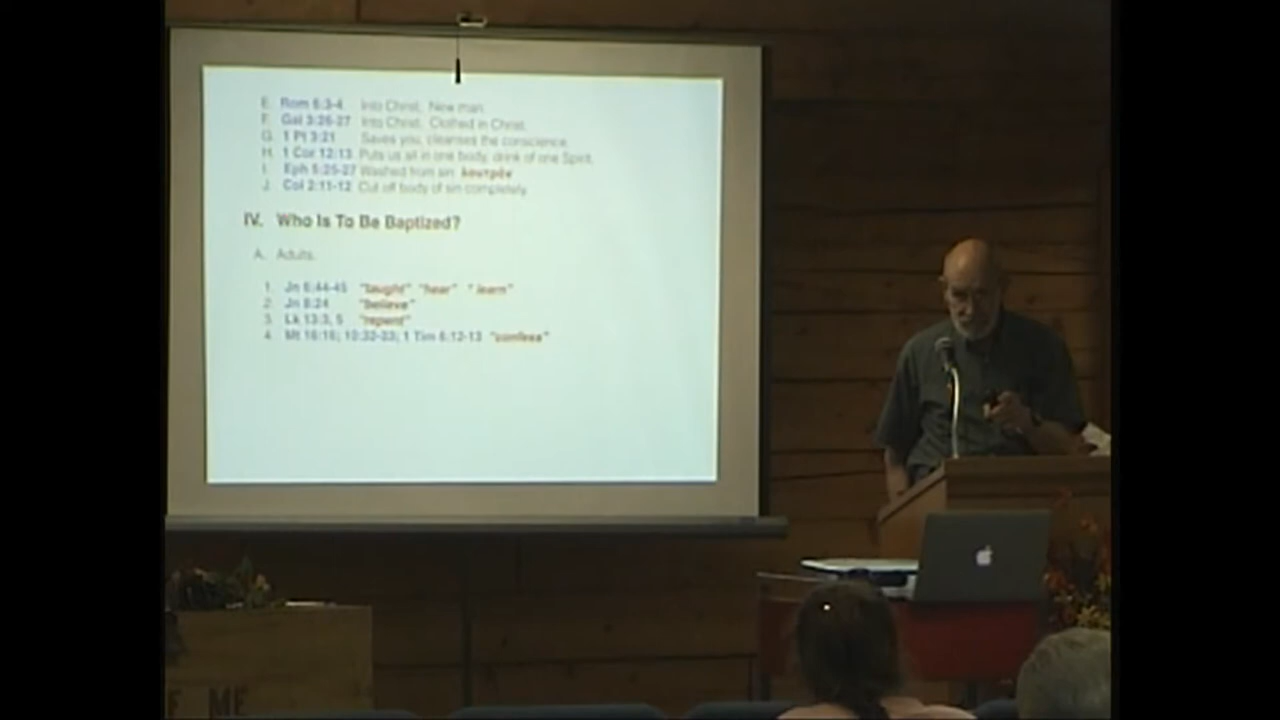 E. Rom 6:3-4 Into Christ, New man.
F. Gal 3:26-27 Into Christ, Clothed in Christ.
G. 1 Pt 3:21 Saves you, cleanses the conscience.
H. 1 Cor 12:13 Puts us all in one body, drink of one Spirit.
I. Eph 5:25-27 Washed from sin λουτρόν
J. Col 2:11-12 Cut off body of sin completely.
IV. Who Is To Be Baptized?
A. Adults.
1. Jn 6:44-45 "taught" "hear" "learn"
2. Jn 8:24 "believe"
3. Lk 13:3, 5 "repent"
4. Mt 16:16; 10:32-33; 1 Tim 6:12-13 "confess"
ME